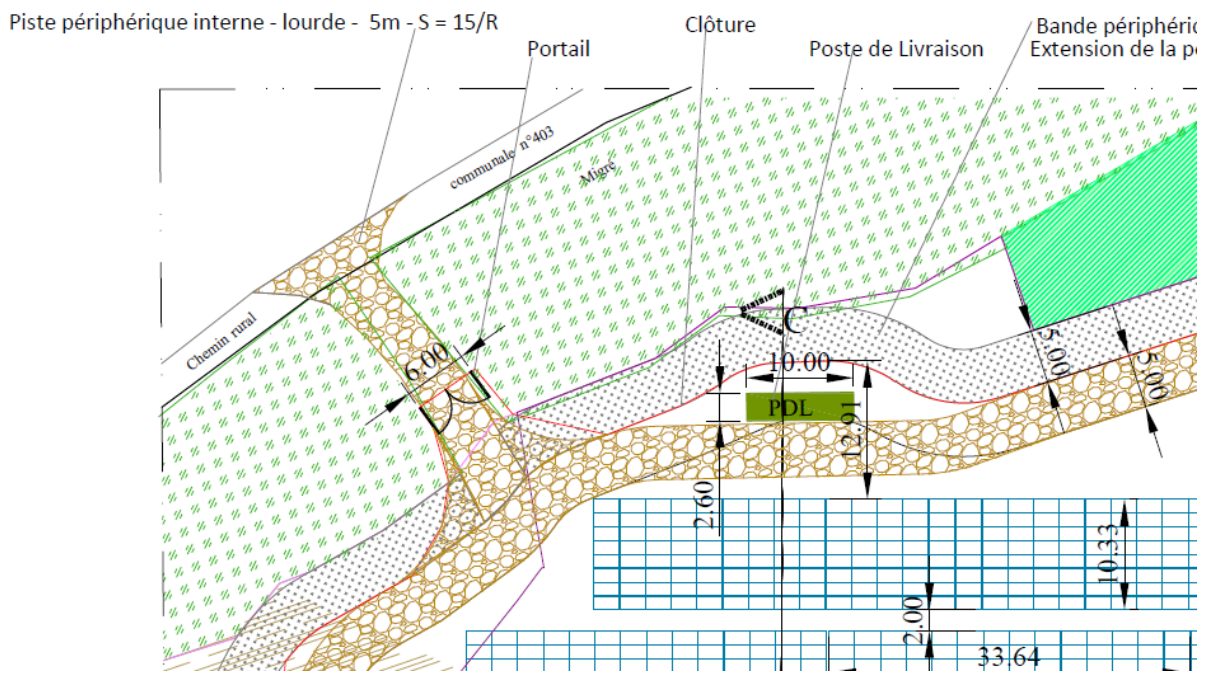 Piste périphérique interne - lourde - 5m - S = 15/R
Portail
Clôture
Poste de Livraison
Bande périphéric
Extension de la p
communale n°403
Migré
Chemin rural
6.00
C
10.00
PDL
12.91
2.60
5.00
5.00
10.33
2.00
33.64